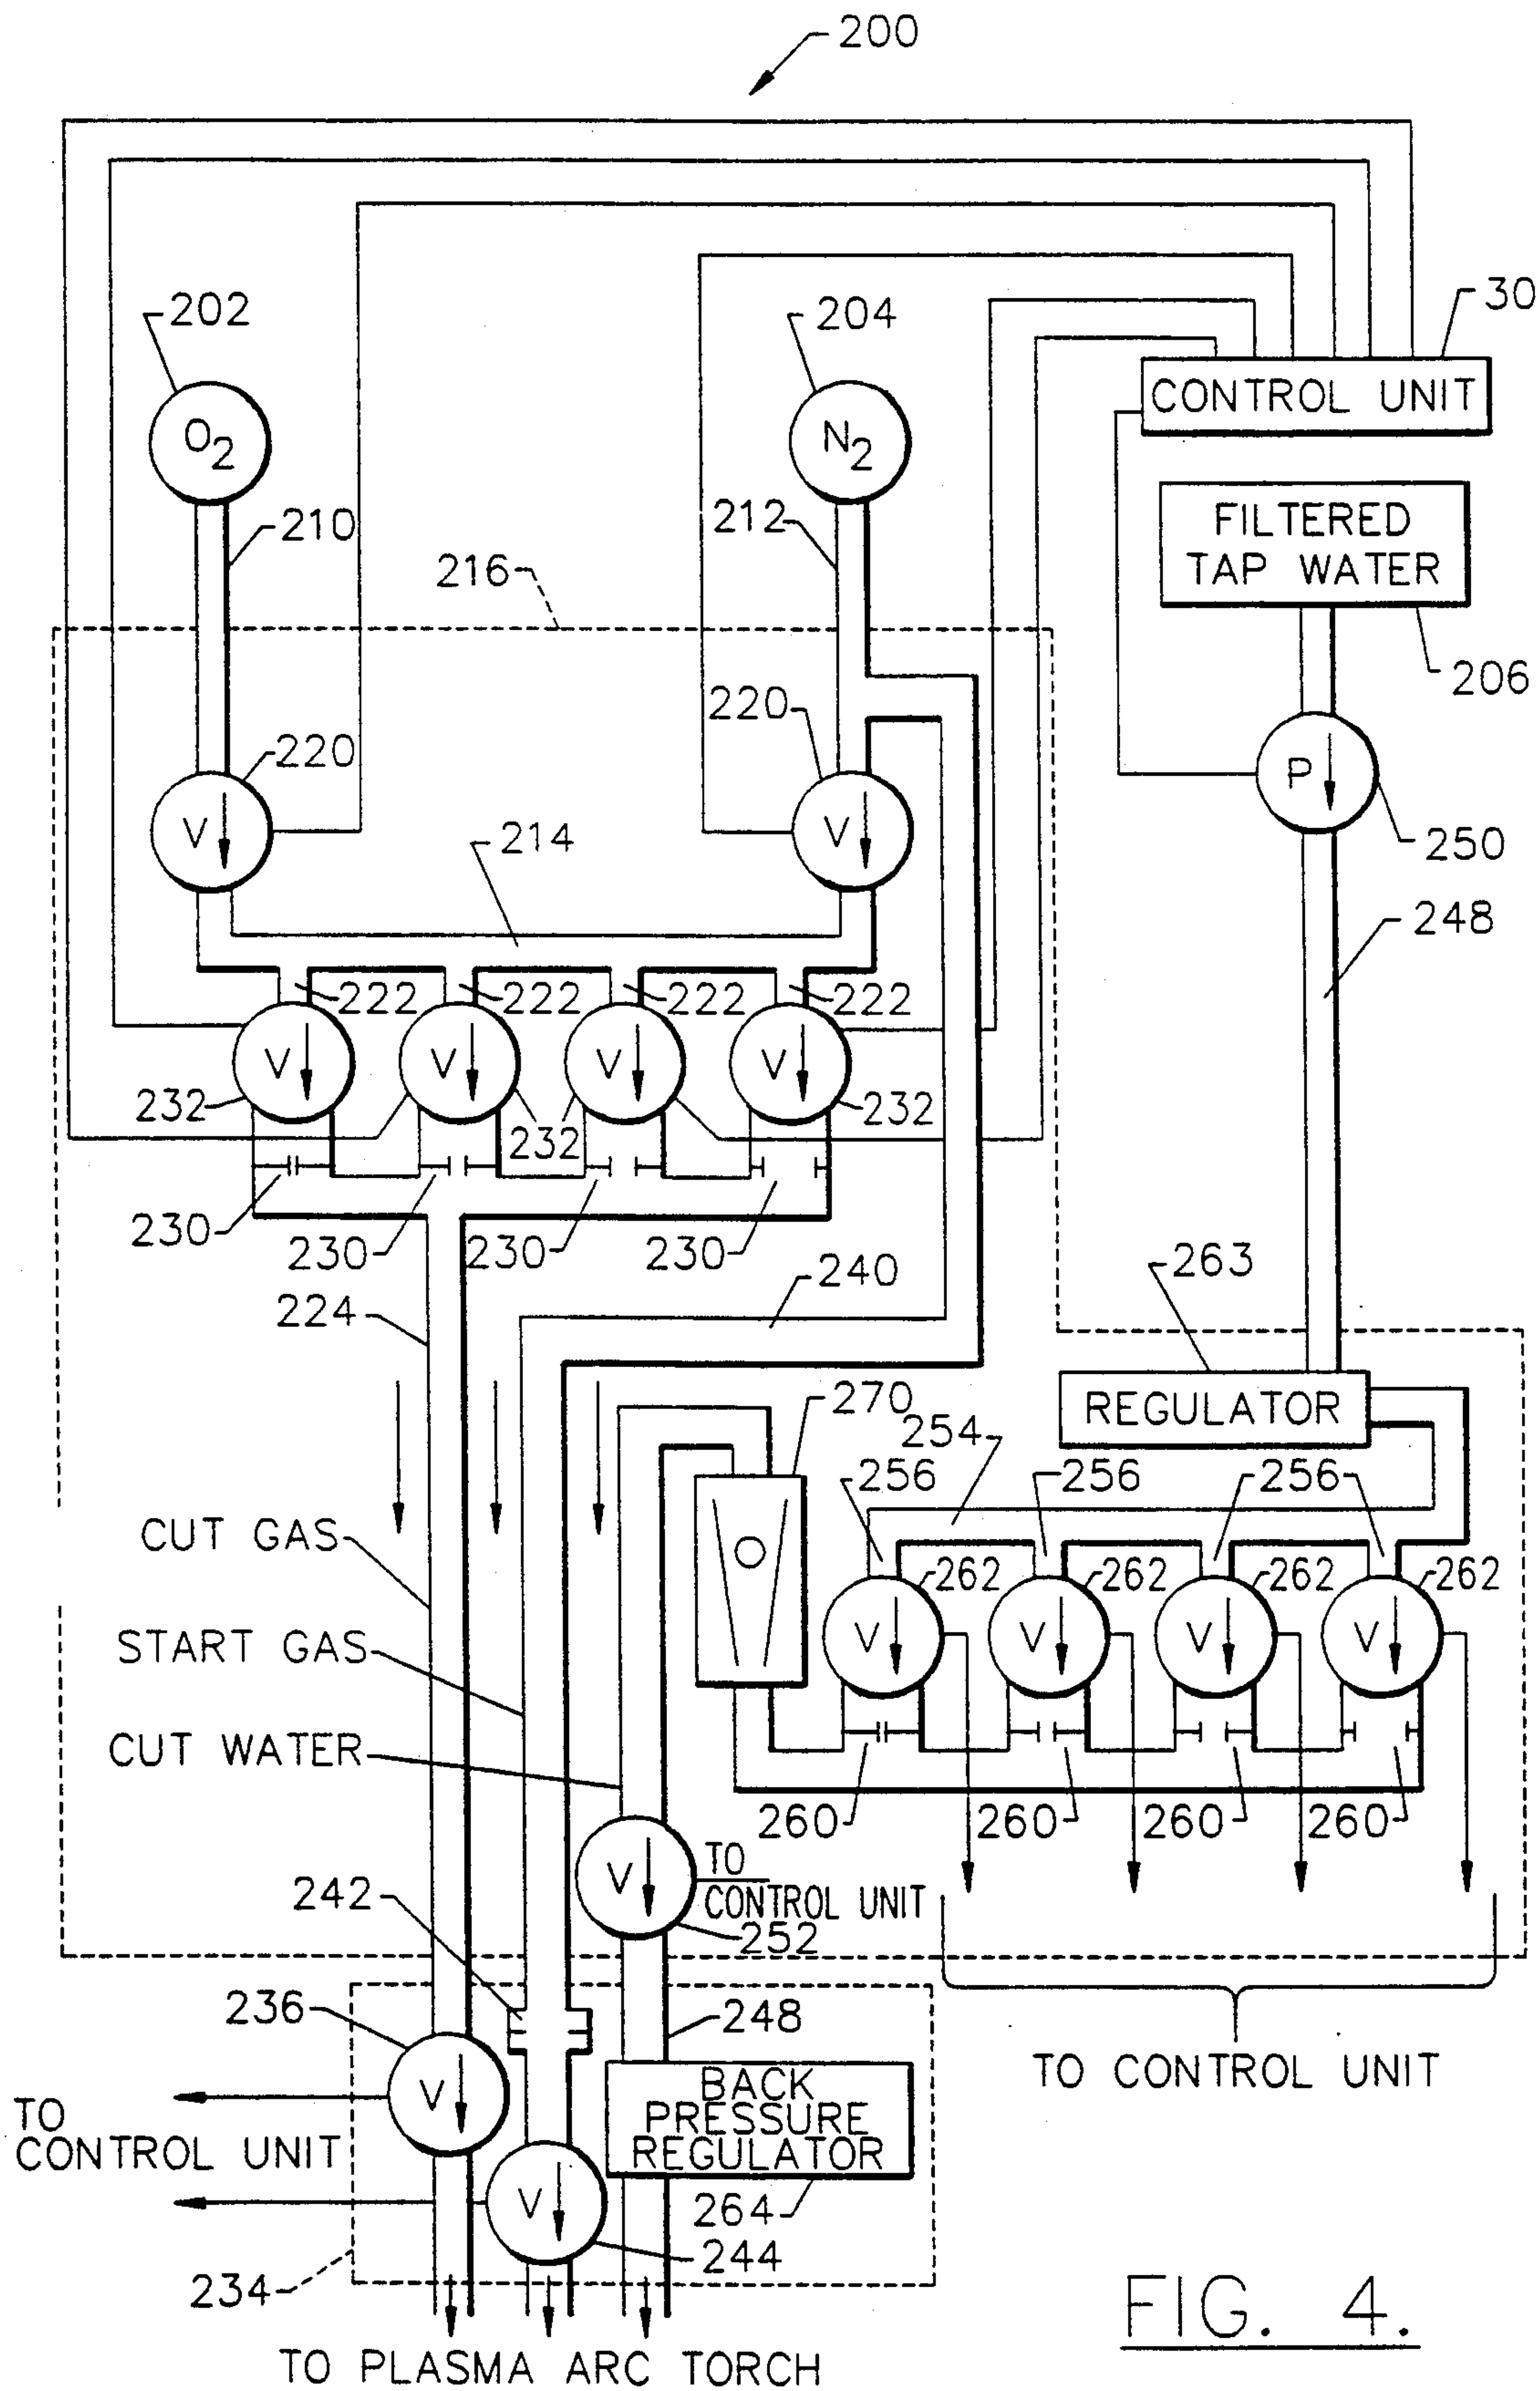 200
202
204
30
O2
N2
CONTROL UNIT
210
212
FILTERED
TAP WATER
216
206
220
220
P
250
V
V
214
248
222
222
222
222
V
V
V
V
232
232
232
230
230
230
230
263
240
224
REGULATOR
270
254
256
256
256
CUT GAS
262
262
262
262
START GAS
V
V
V
V
CUT WATER
260
260
260
260
V
TO
CONTROL UNIT
242
252
236
248
TO CONTROL UNIT
V
BACK
PRESSURE
REGULATOR
TO
CONTROL UNIT
V
264
244
234
FIG. 4.
TO PLASMA ARC TORCH